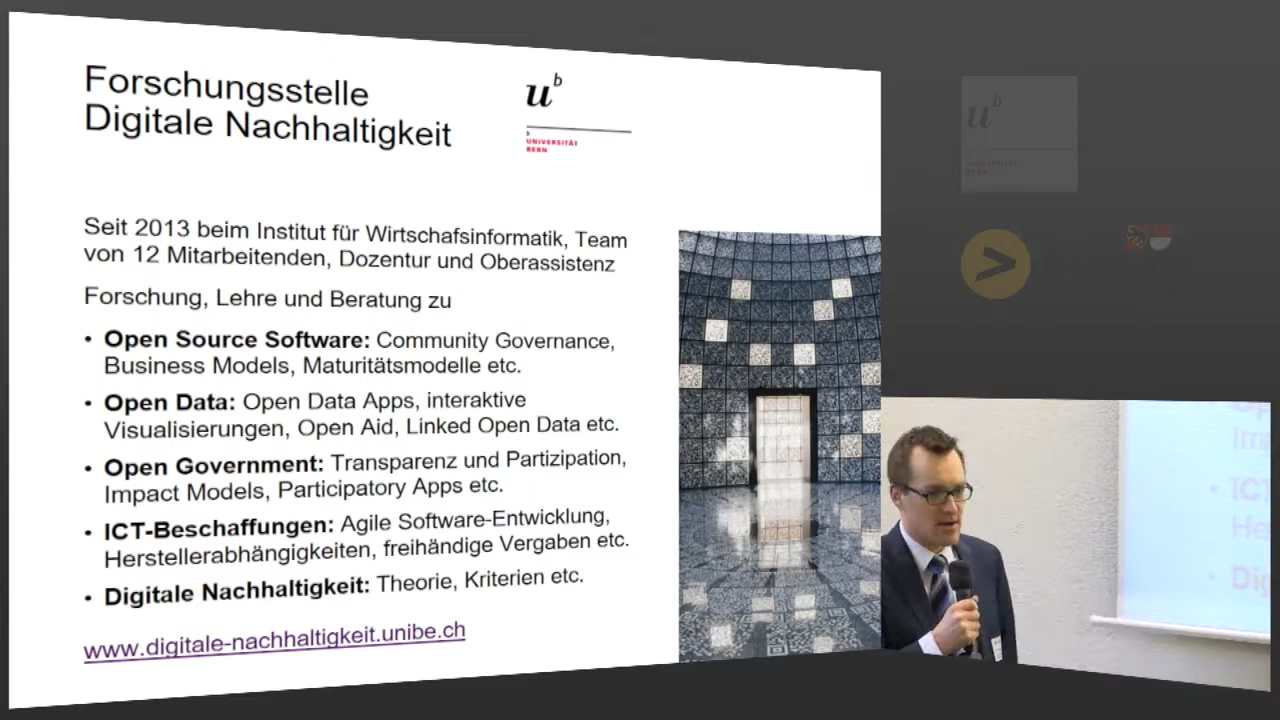 Forschungsstelle
Digitale Nachhaltigkeit
u b
b
UNIVERSITÄT
BERN
Seit 2013 beim Institut für Wirtschafsinformatik, Team
von 12 Mitarbeitenden, Dozentur und Oberassistenz
Forschung, Lehre und Beratung zu
• Open Source Software: Community Governance,
Business Models, Maturitätsmodelle etc.
• Open Data: Open Data Apps, interaktive
Visualisierungen, Open Aid, Linked Open Data etc.
• Open Government: Transparenz und Partizipation,
Impact Models, Participatory Apps etc.
• ICT-Beschaffungen: Agile Software-Entwicklung,
Herstellerabhängigkeiten, freihändige Vergaben etc.
• Digitale Nachhaltigkeit: Theorie, Kriterien etc.
www.digitale-nachhaltigkeit.unibe.ch
u b